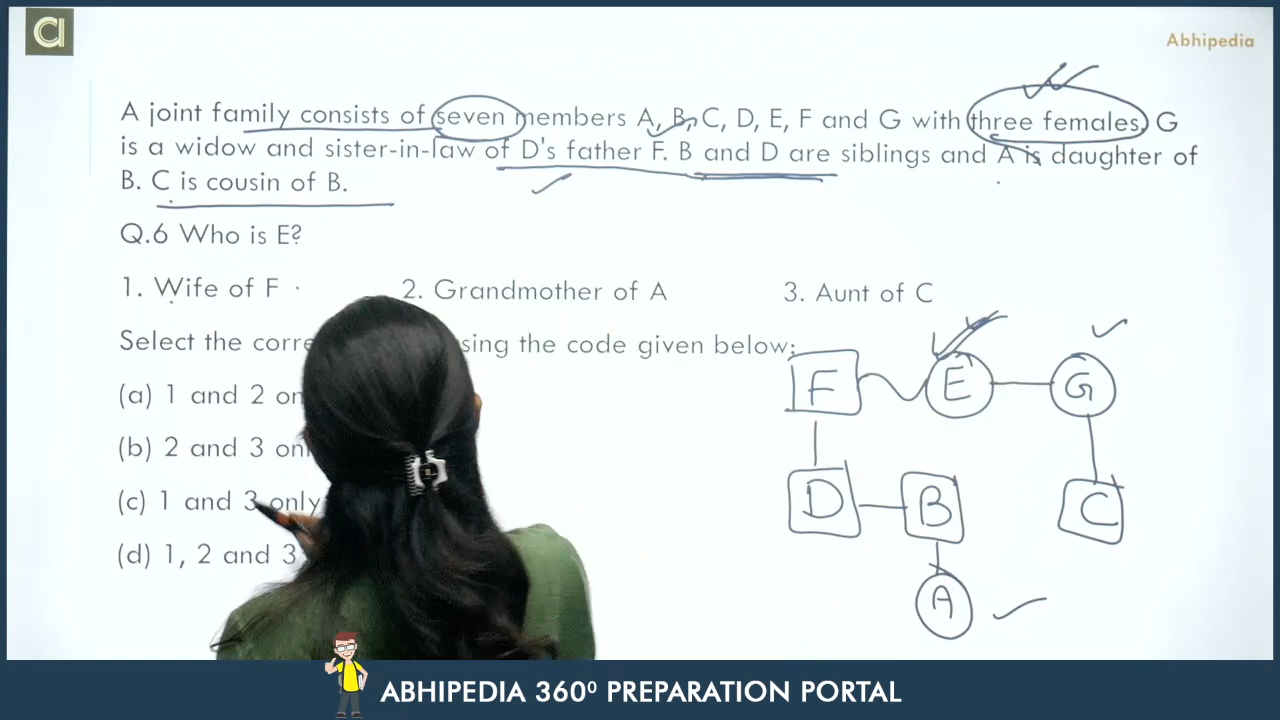 a
Abhipedia
A joint family consists of seven members A, B, C, D, E, F and G with three females. G
is a widow and sister-in-law of D's father F. B and D are siblings and A is daughter of
B. C is cousin of B.
Q.6 Who is E?
1. Wife of F 2. Grandmother of A 3. Aunt of C
Select the corre sing the code given below:
(a) 1 and 2 on
(b) 2 and 3 on
(c) 1 and 3 only
(d) 1, 2 and 3
F E G
D B C
A
ABHIPEDIA 360⁰ PREPARATION PORTAL